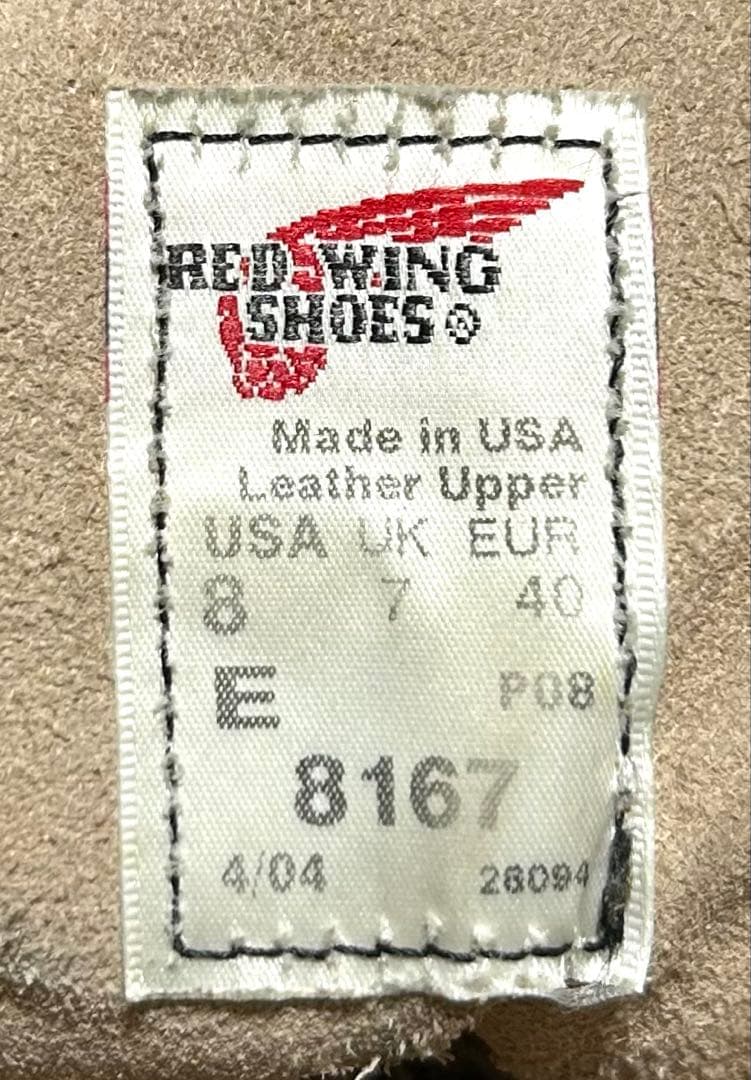 RED WING
SHOES®
Made in USA
Leather Upper
USA UK EUR
8 7 40
E P08
8167
4/04 28094